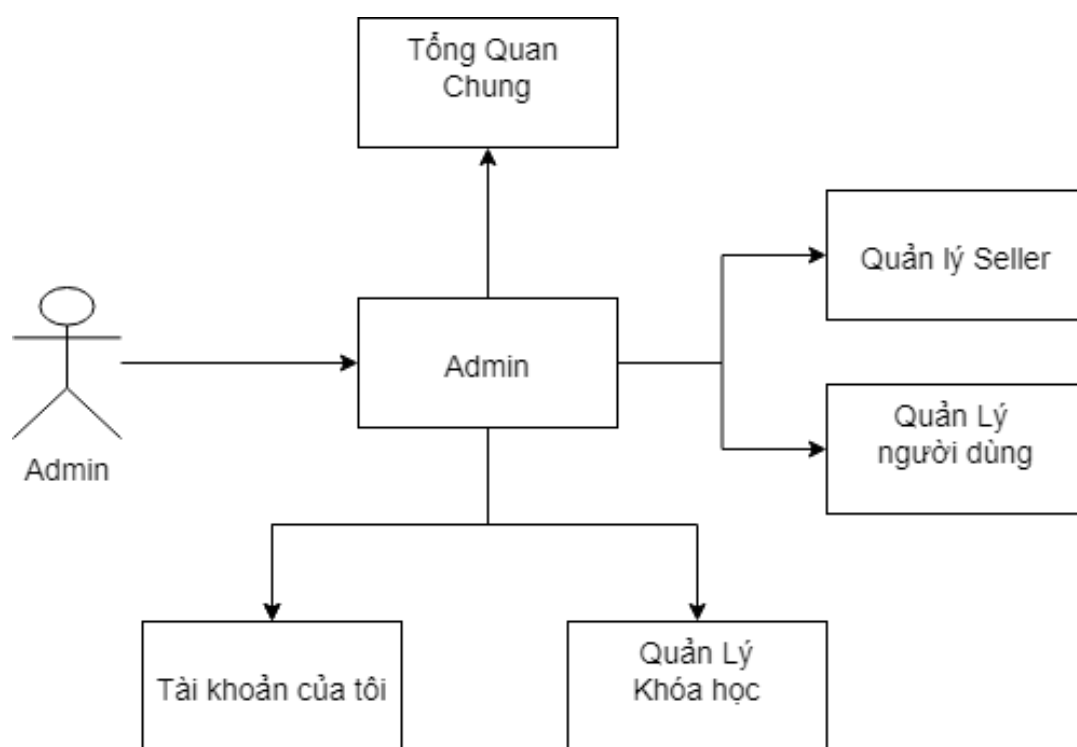 Tổng Quan
Chung
Quản lý Seller
Admin
Quản Lý
người dùng
Admin
Tài khoản của tôi
Quản Lý
Khóa học